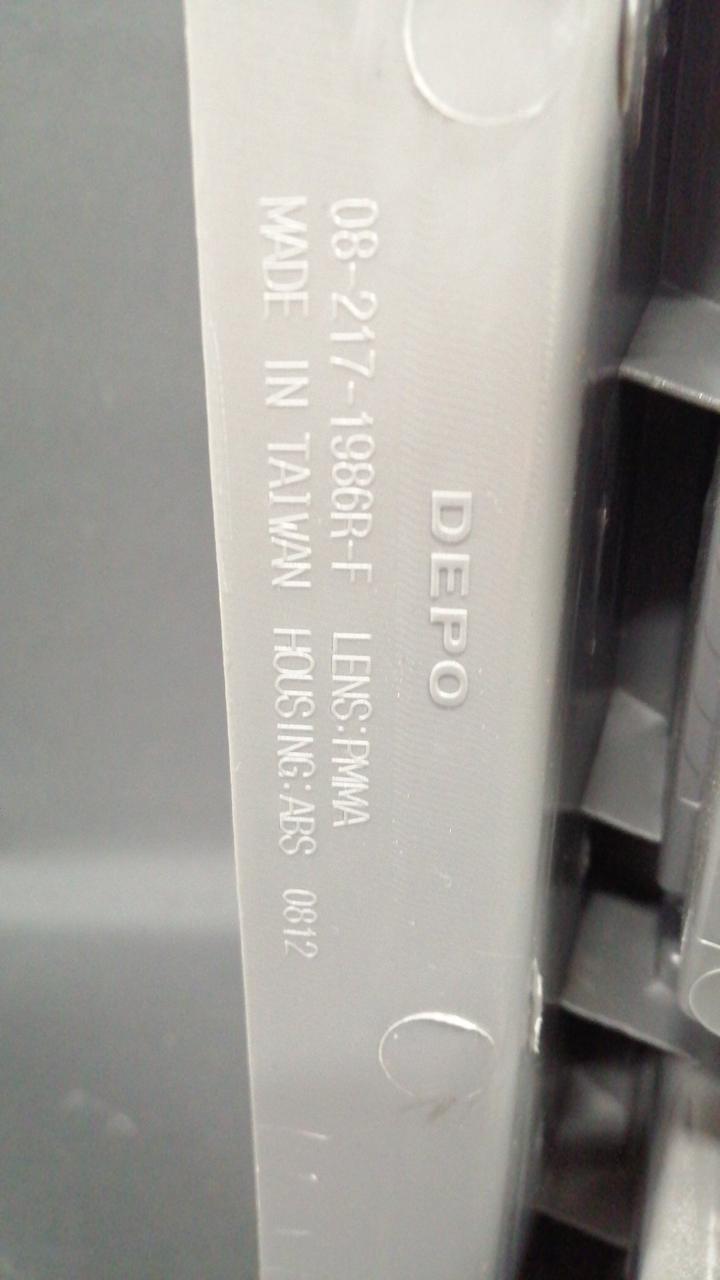 DEPO
08-217-1986R-F LENS:PMMA
MADE IN TAIWAN HOUSING:ABS 0812